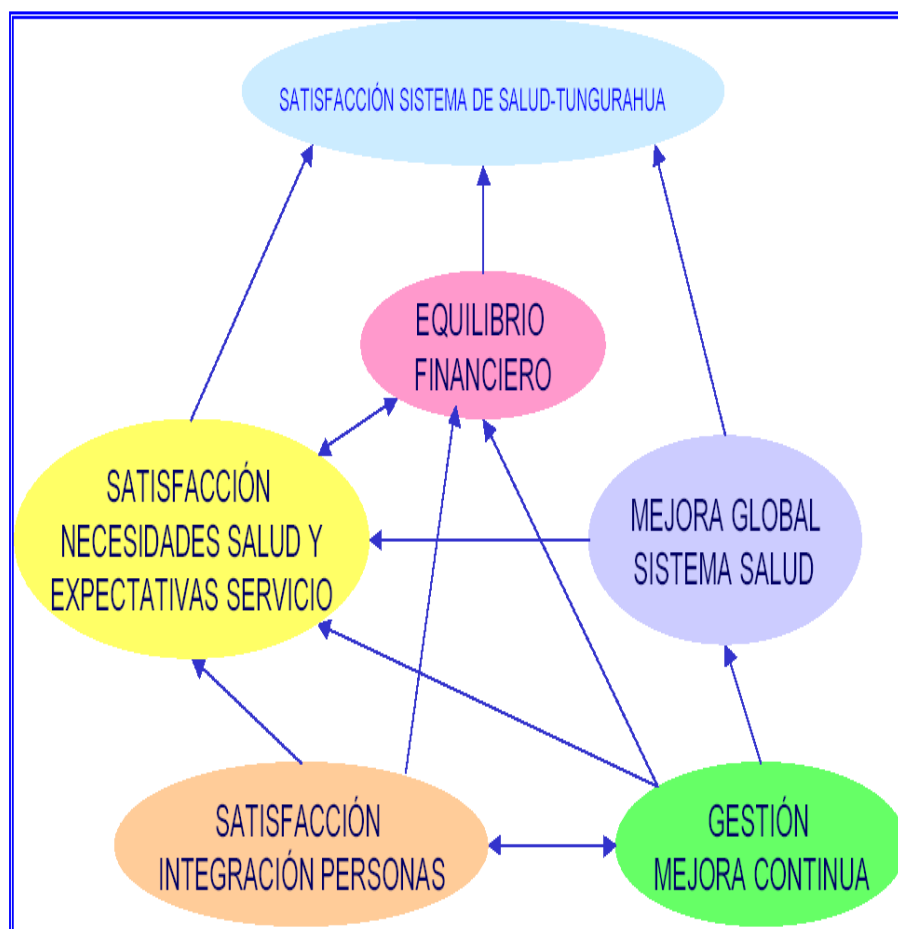 SATISFACCIÓN SISTEMA DE SALUD-TUNGURAHUA
EQUILIBRIO
FINANCIERO
SATISFACCIÓN
NECESIDADES SALUD Y
EXPECTATIVAS SERVICIO
MEJORA GLOBAL
SISTEMA SALUD
SATISFACCIÓN
INTEGRACIÓN PERSONAS
GESTIÓN
MEJORA CONTINUA